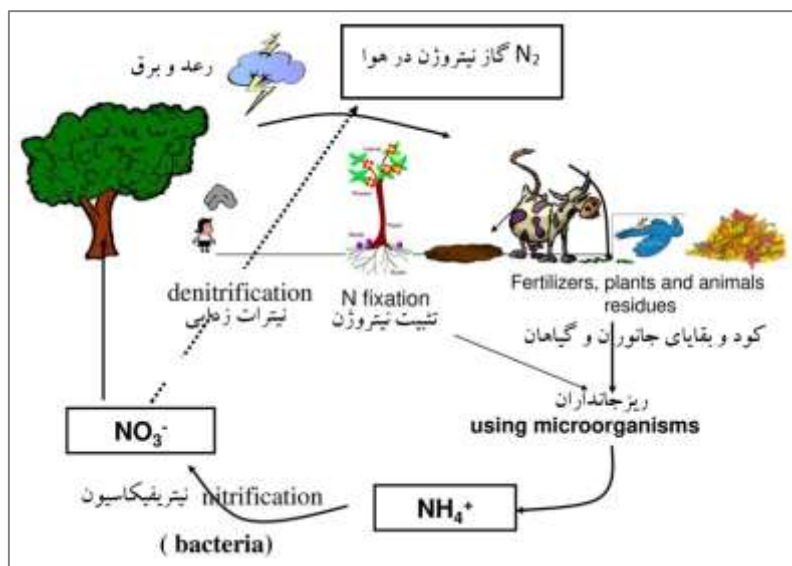 رعد و برق
N₂ گاز نیتروژن در هوا
denitrification
نیترات زدایی
N fixation
تثبیت نیتروژن
Fertilizers, plants and animals
residues
کود و بقایای جانوران و گیاهان
ریزجانداران
using microorganisms
NO₃⁻
نیتریفیکاسیون nitrification
( bacteria)
NH₄⁺